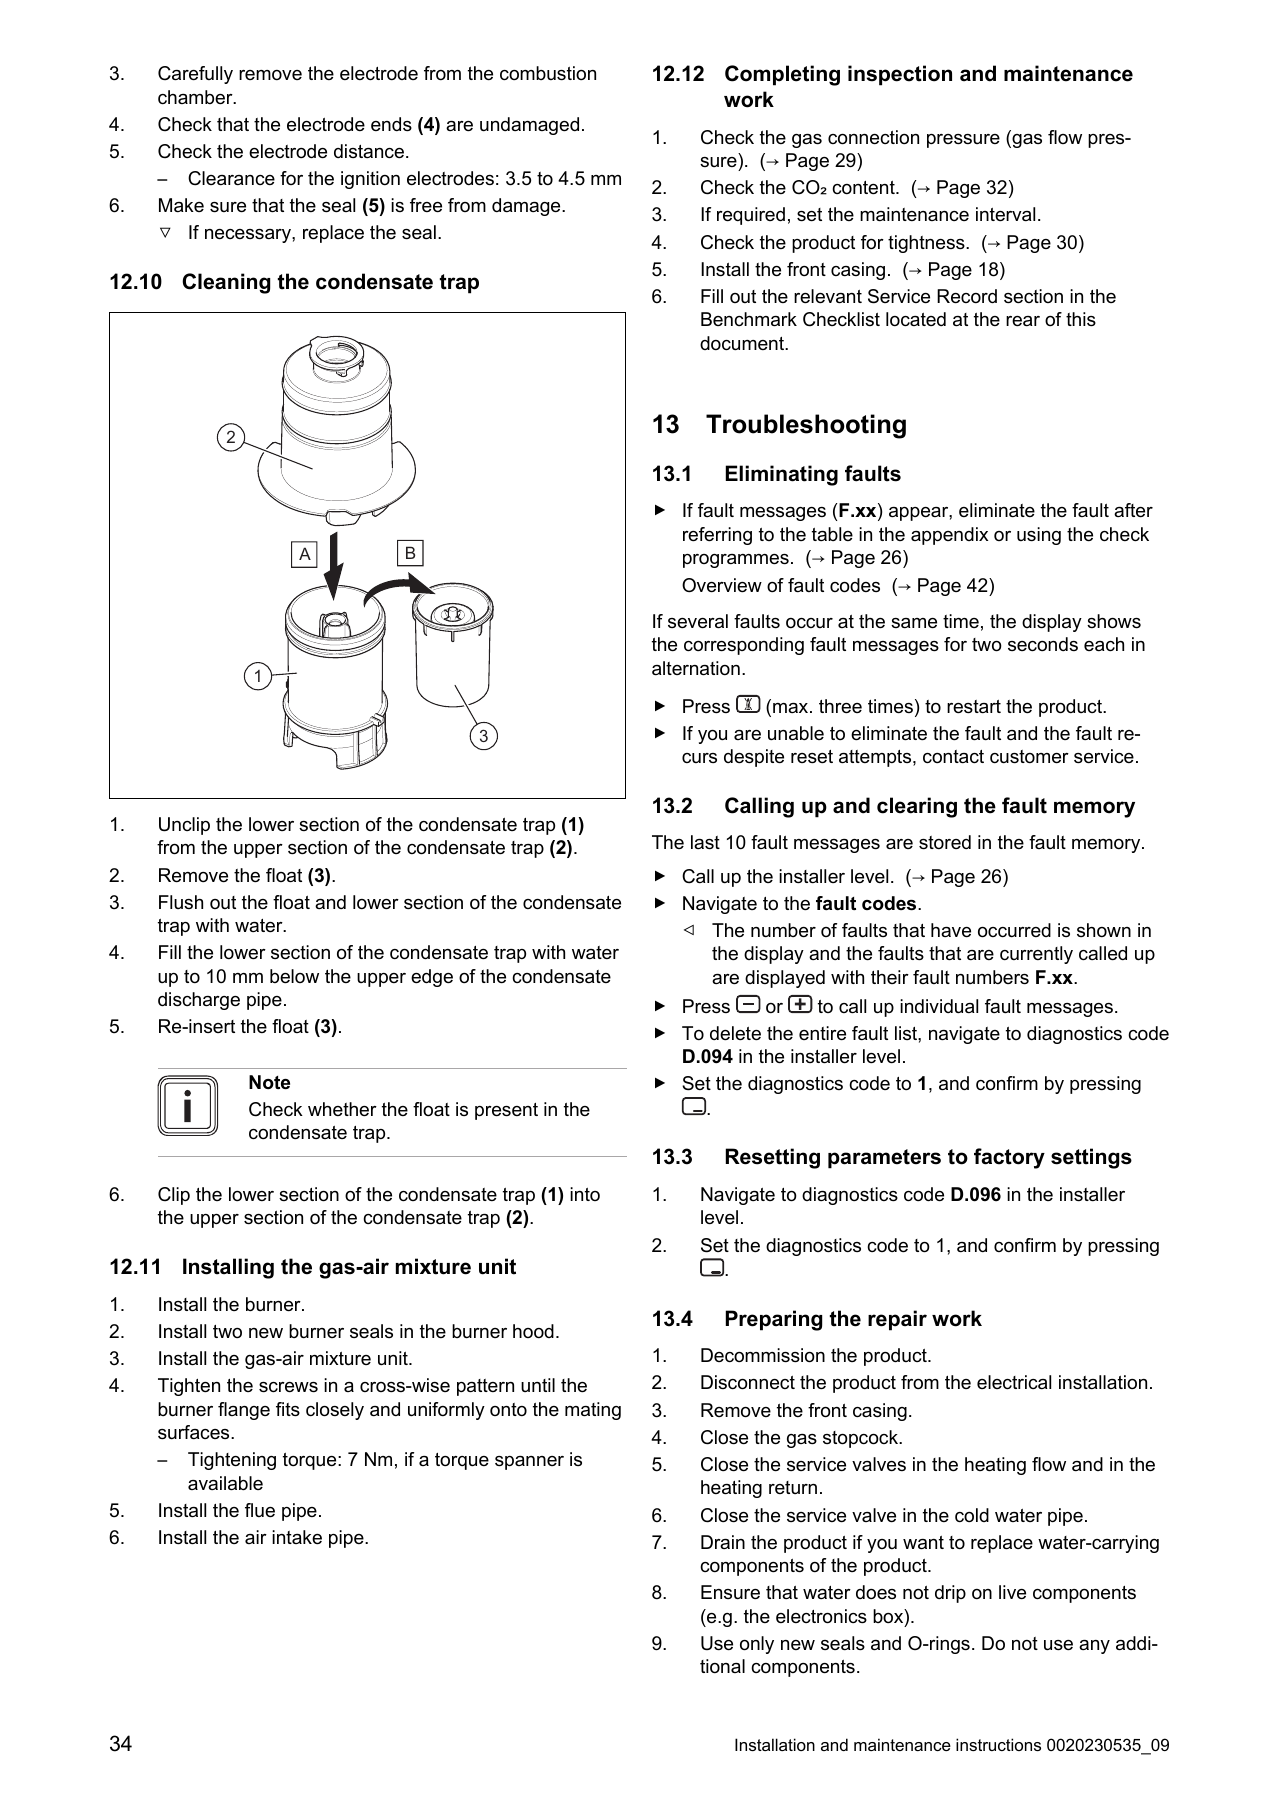 3. Carefully remove the electrode from the combustion
chamber.
4. Check that the electrode ends (4) are undamaged.
5. Check the electrode distance.
– Clearance for the ignition electrodes: 3.5 to 4.5 mm
6. Make sure that the seal (5) is free from damage.
▽ If necessary, replace the seal.
12.10 Cleaning the condensate trap
2
A
B
1
3
1. Unclip the lower section of the condensate trap (1)
from the upper section of the condensate trap (2).
2. Remove the float (3).
3. Flush out the float and lower section of the condensate
trap with water.
4. Fill the lower section of the condensate trap with water
up to 10 mm below the upper edge of the condensate
discharge pipe.
5. Re-insert the float (3).
i
Note
Check whether the float is present in the
condensate trap.
6. Clip the lower section of the condensate trap (1) into
the upper section of the condensate trap (2).
12.11 Installing the gas-air mixture unit
1. Install the burner.
2. Install two new burner seals in the burner hood.
3. Install the gas-air mixture unit.
4. Tighten the screws in a cross-wise pattern until the
burner flange fits closely and uniformly onto the mating
surfaces.
– Tightening torque: 7 Nm, if a torque spanner is
available
5. Install the flue pipe.
6. Install the air intake pipe.
12.12 Completing inspection and maintenance
work
1. Check the gas connection pressure (gas flow pres-
sure). (→ Page 29)
2. Check the CO₂ content. (→ Page 32)
3. If required, set the maintenance interval.
4. Check the product for tightness. (→ Page 30)
5. Install the front casing. (→ Page 18)
6. Fill out the relevant Service Record section in the
Benchmark Checklist located at the rear of this
document.
13 Troubleshooting
13.1 Eliminating faults
► If fault messages (F.xx) appear, eliminate the fault after
referring to the table in the appendix or using the check
programmes. (→ Page 26)
Overview of fault codes (→ Page 42)
If several faults occur at the same time, the display shows
the corresponding fault messages for two seconds each in
alternation.
► Press (max. three times) to restart the product.
► If you are unable to eliminate the fault and the fault re-
curs despite reset attempts, contact customer service.
13.2 Calling up and clearing the fault memory
The last 10 fault messages are stored in the fault memory.
► Call up the installer level. (→ Page 26)
► Navigate to the fault codes.
◁ The number of faults that have occurred is shown in
the display and the faults that are currently called up
are displayed with their fault numbers F.xx.
► Press − or + to call up individual fault messages.
► To delete the entire fault list, navigate to diagnostics code
D.094 in the installer level.
► Set the diagnostics code to 1, and confirm by pressing
.
13.3 Resetting parameters to factory settings
1. Navigate to diagnostics code D.096 in the installer
level.
2. Set the diagnostics code to 1, and confirm by pressing
.
13.4 Preparing the repair work
1. Decommission the product.
2. Disconnect the product from the electrical installation.
3. Remove the front casing.
4. Close the gas stopcock.
5. Close the service valves in the heating flow and in the
heating return.
6. Close the service valve in the cold water pipe.
7. Drain the product if you want to replace water-carrying
components of the product.
8. Ensure that water does not drip on live components
(e.g. the electronics box).
9. Use only new seals and O-rings. Do not use any addi-
tional components.
34
Installation and maintenance instructions 0020230535_09